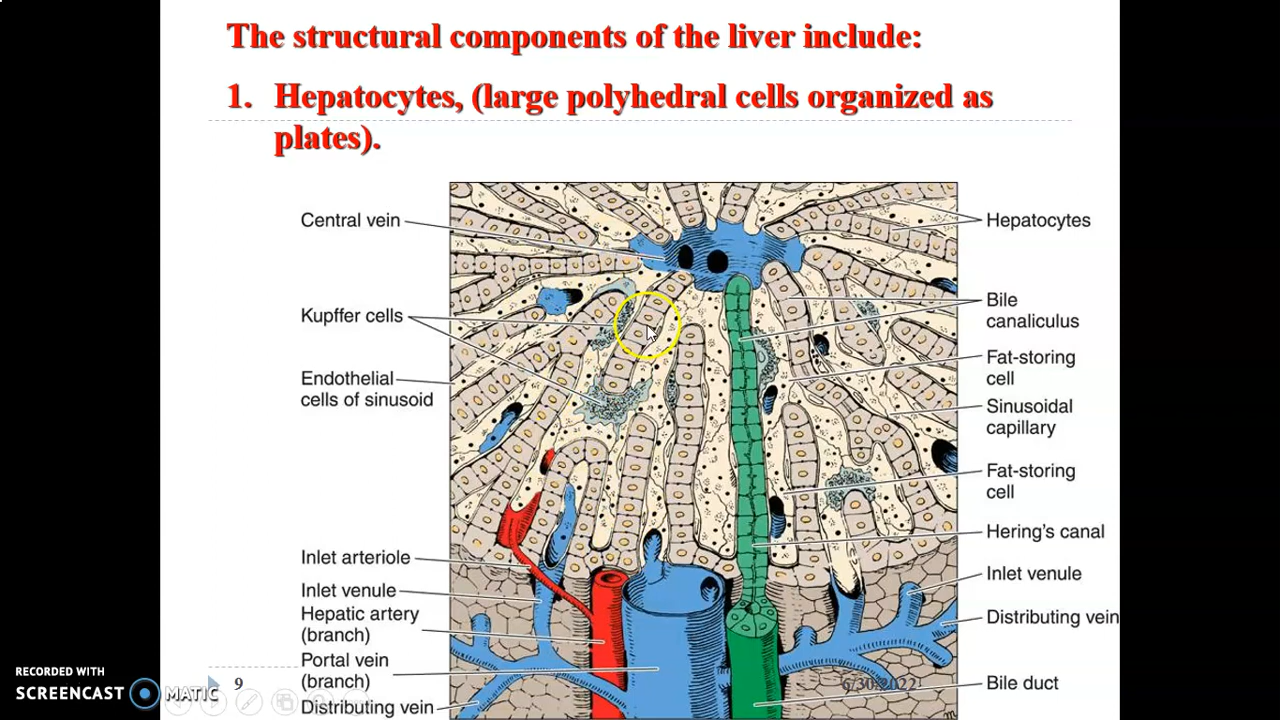 The structural components of the liver include:
1. Hepatocytes, (large polyhedral cells organized as
plates).
Central vein
Kupffer cells
Endothelial
cells of sinusoid
Inlet arteriole
Inlet venule
Hepatic artery
(branch)
Portal vein
(branch)
Distributing vein
Hepatocytes
Bile
canaliculus
Fat-storing
cell
Sinusoidal
capillary
Fat-storing
cell
Hering's canal
Inlet venule
Distributing vein
Bile duct
9
6/30/2022
RECORDED WITH
SCREENCAST MATIC